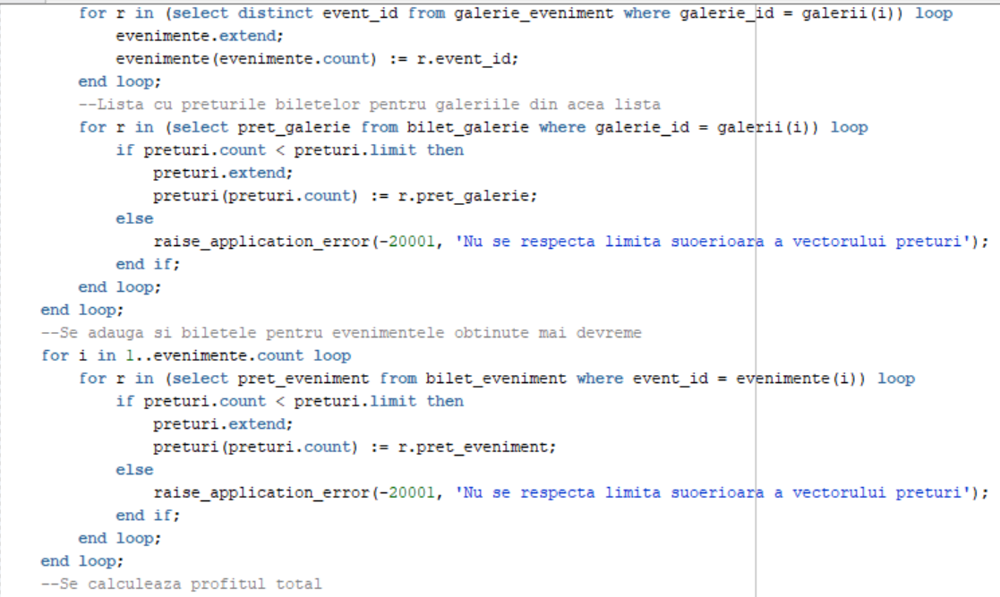 for r in (select distinct event_id from galerie_eveniment where galerie_id = galerii(i)) loop
evenimente.extend;
evenimente(evenimente.count) := r.event_id;
end loop;
--Lista cu preturile biletelor pentru galeriile din acea lista
for r in (select pret_galerie from bilet_galerie where galerie_id = galerii(i)) loop
if preturi.count < preturi.limit then
preturi.extend;
preturi(preturi.count) := r.pret_galerie;
else
raise_application_error(-20001, 'Nu se respecta limita suoerioara a vectorului preturi');
end if;
end loop;
end loop;
--Se adauga si biletele pentru evenimentele obtinute mai devreme
for i in 1..evenimente.count loop
for r in (select pret_eveniment from bilet_eveniment where event_id = evenimente(i)) loop
if preturi.count < preturi.limit then
preturi.extend;
preturi(preturi.count) := r.pret_eveniment;
else
raise_application_error(-20001, 'Nu se respecta limita suoerioara a vectorului preturi');
end if;
end loop;
end loop;
--Se calculeaza profitul total